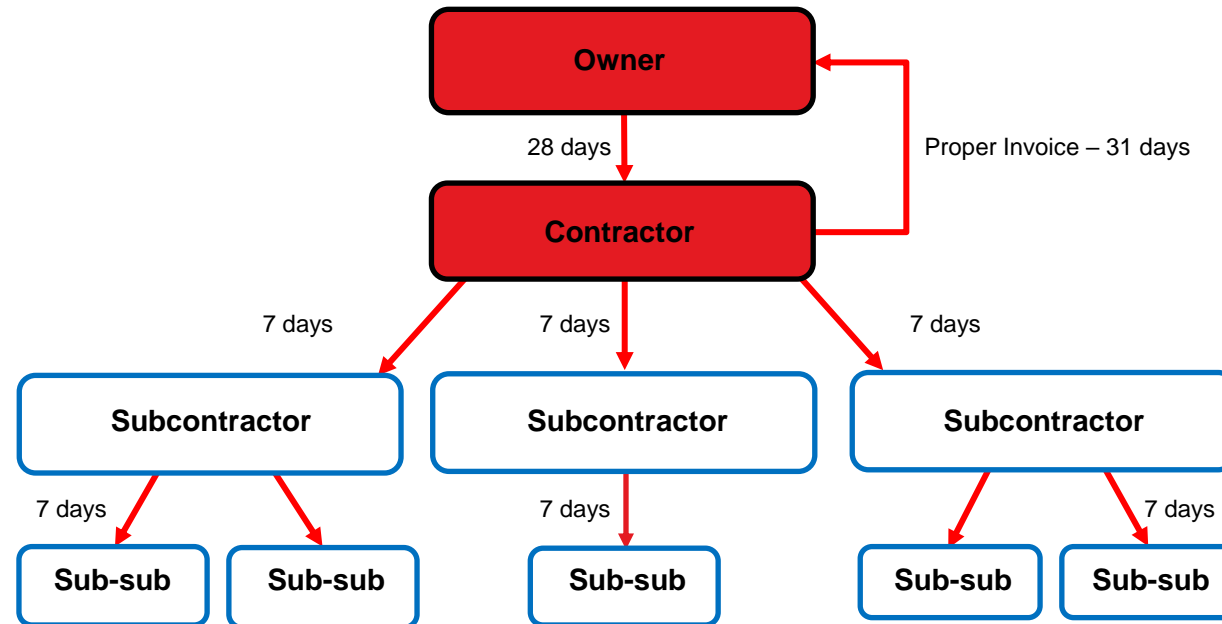 Owner
28 days
Proper Invoice – 31 days
Contractor
7 days
7 days
7 days
Subcontractor
Subcontractor
Subcontractor
7 days
7 days
7 days
Sub-sub
Sub-sub
Sub-sub
Sub-sub
Sub-sub